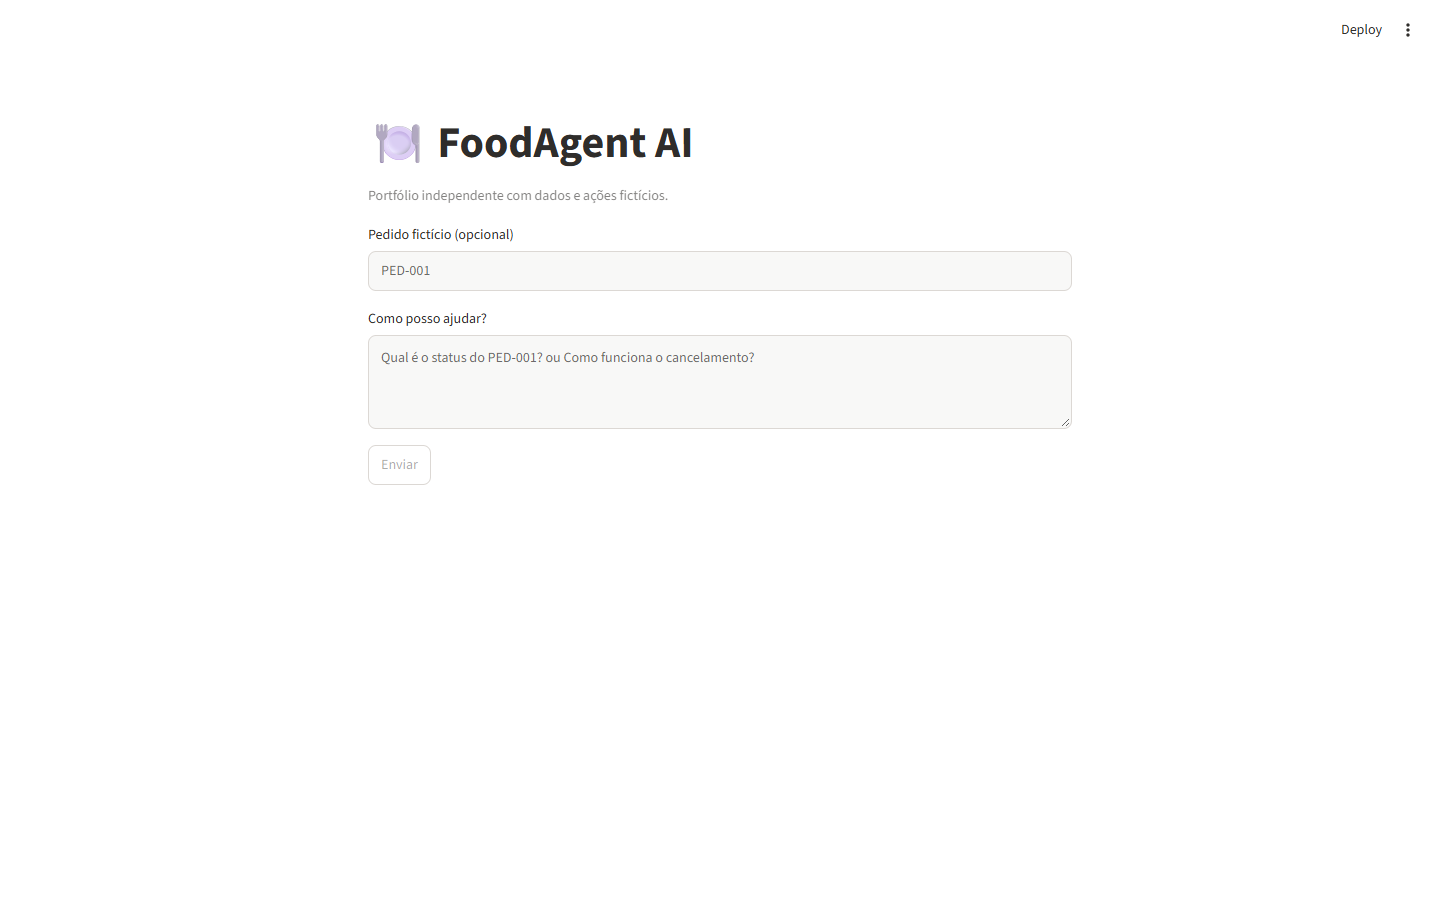 Deploy
FoodAgent AI
Portfólio independente com dados e ações fictícios.
Pedido fictício (opcional)
PED-001
Como posso ajudar?
Qual é o status do PED-001? ou Como funciona o cancelamento?
Enviar